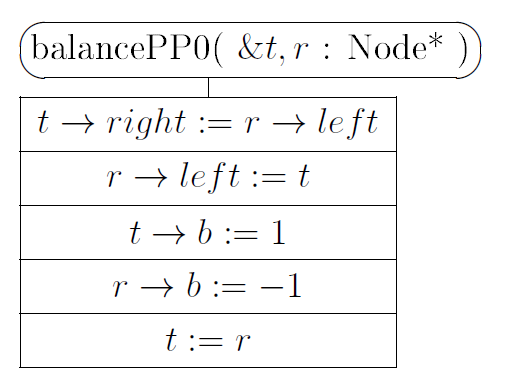 balancePP0( &t, r : Node* )
t → right := r → left
r → left := t
t → b := 1
r → b := −1
t := r